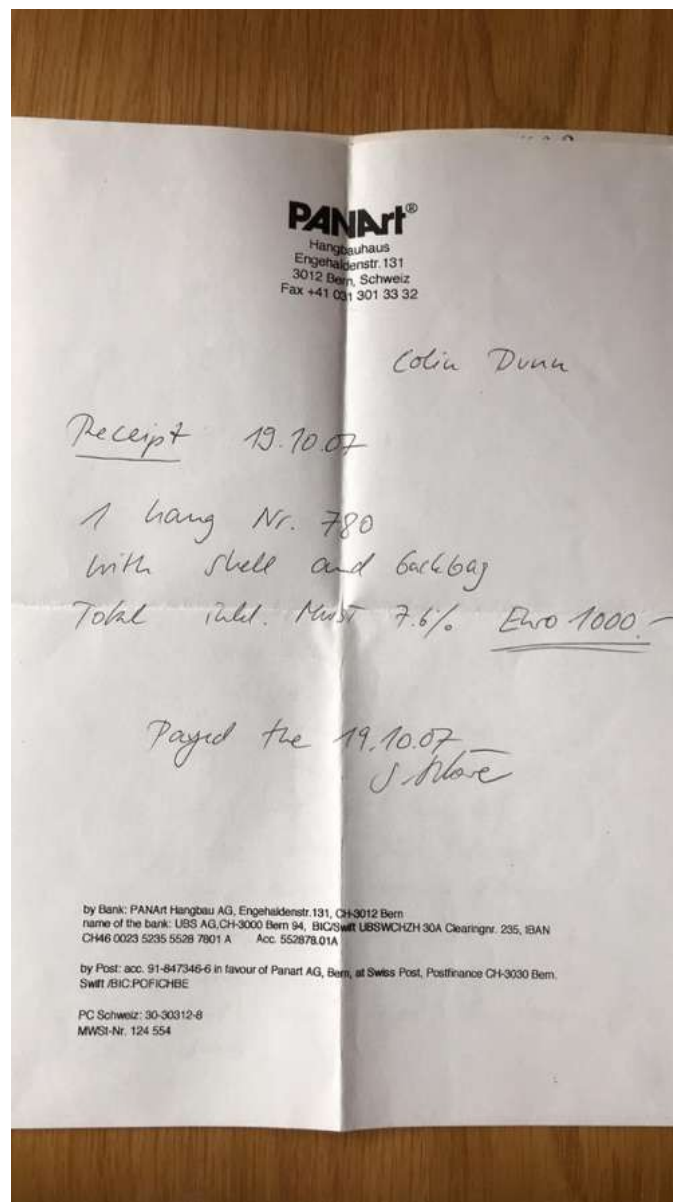 PANArt®
Hangbauhaus
Engehaldenstr.131
3012 Bern, Schweiz
Fax +41 031 301 33 32
Colin Dunn
Receipt 19.10.07
1 hang Nr. 780
with shell and backbag
Total inkl. Mwst 7.6% Euro 1000.-
Payed the 19.10.07
by Bank: PANArt Hangbau AG, Engehaldenstr.131, CH-3012 Bern
name of the bank: UBS AG,CH-3000 Bern 94, BIC/Swift UBSWCHZH 30A Clearingnr. 235, IBAN
CH46 0023 5235 5528 7801 A Acc. 552878.01A
by Post: acc. 91-847346-6 in favour of Panart AG, Bern, at Swiss Post, Postfinance CH-3030 Bern.
Swift /BIC:POFICHBE
PC Schweiz: 30-30312-8
MWSt-Nr. 124 554